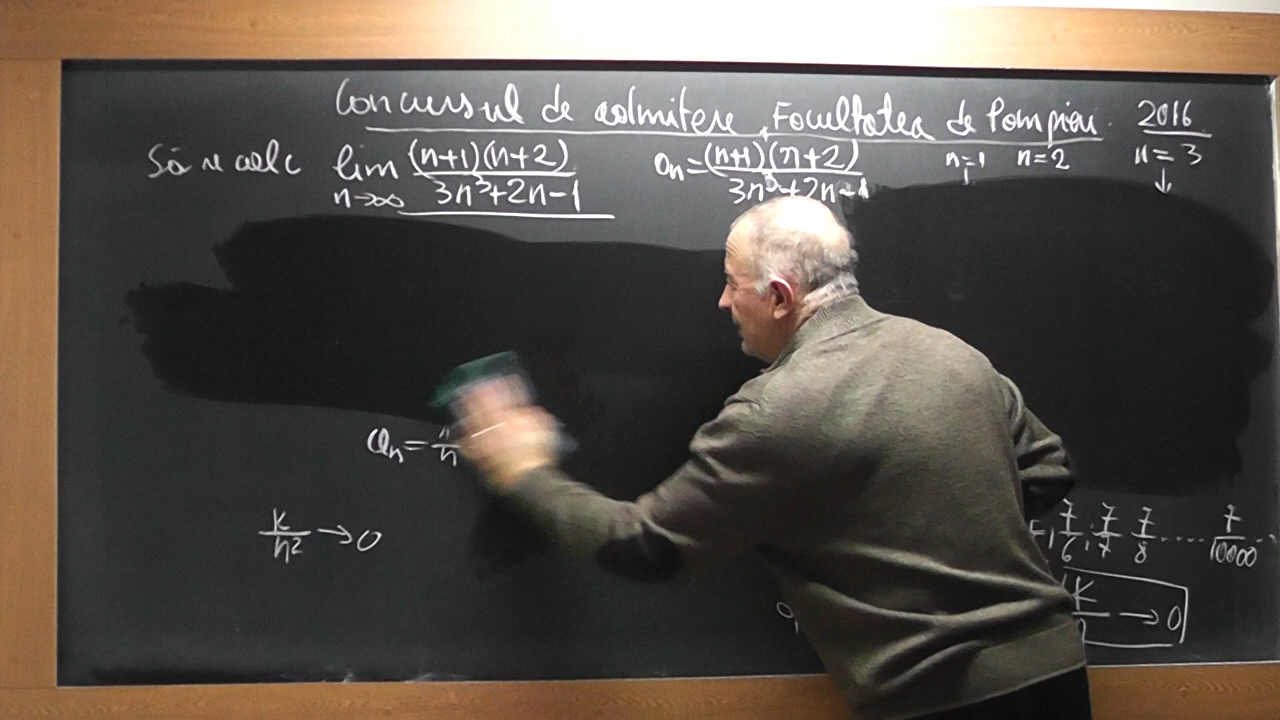 Concursul de admitere, Facultatea de Pompieri 2016
Să se calc lim n→∞ (n+1)(n+2) / 3n³+2n-1 aₙ = (n+1)(n+2) / 3n³+2n-1 n=1 n=2 n=3
↓ ↓
aₙ = n
k/n² → 0 7/6, 7/7, 7/8 ..... 7/10000 ...
k → 0